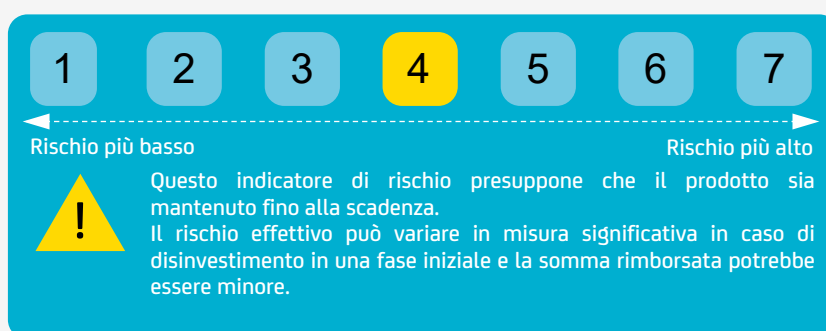 1 2 3 4 5 6 7
Rischio più basso Rischio più alto
!
Questo indicatore di rischio presuppone che il prodotto sia
mantenuto fino alla scadenza.
Il rischio effettivo può variare in misura significativa in caso di
disinvestimento in una fase iniziale e la somma rimborsata potrebbe
essere minore.